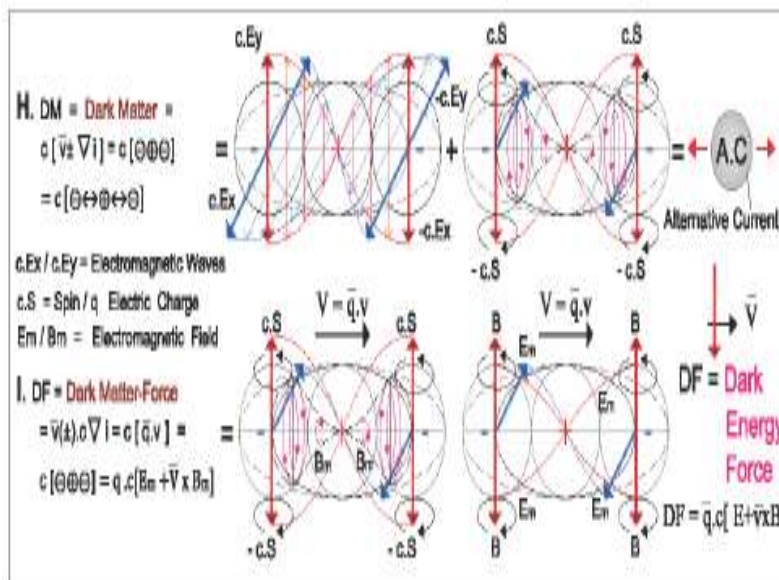 c.Ey
c.S
c.S
H. DM = Dark Matter =
c [ v̄± ∇ i ] = c [⊖⊕⊖]
= c [⊖↔⊕↔⊖]
≡
-c.Ey
+
≡
A.C
c.Ex
-c.Ex
Alternative Current
-c.S
-c.S
c.Ex / c.Ey = Electromagnetic Waves
c.S = Spin / q Electric Charge
Em / Bm = Electromagnetic Field
V = q̄.v
V = q̄.v
V̄
c.S
c.S
B
B
Em
Em
I. DF = Dark Matter-Force
= v̄(±).c ∇ i = c [ q̄.v ] =
c [⊖⊕⊖] = q.c[Em + V̄ x Bm]
≡
Bm
Bm
Em
Em
-c.S
-c.S
B
B
DF = Dark
Energy
Force
DF = q̄.c[ E+v̄xB